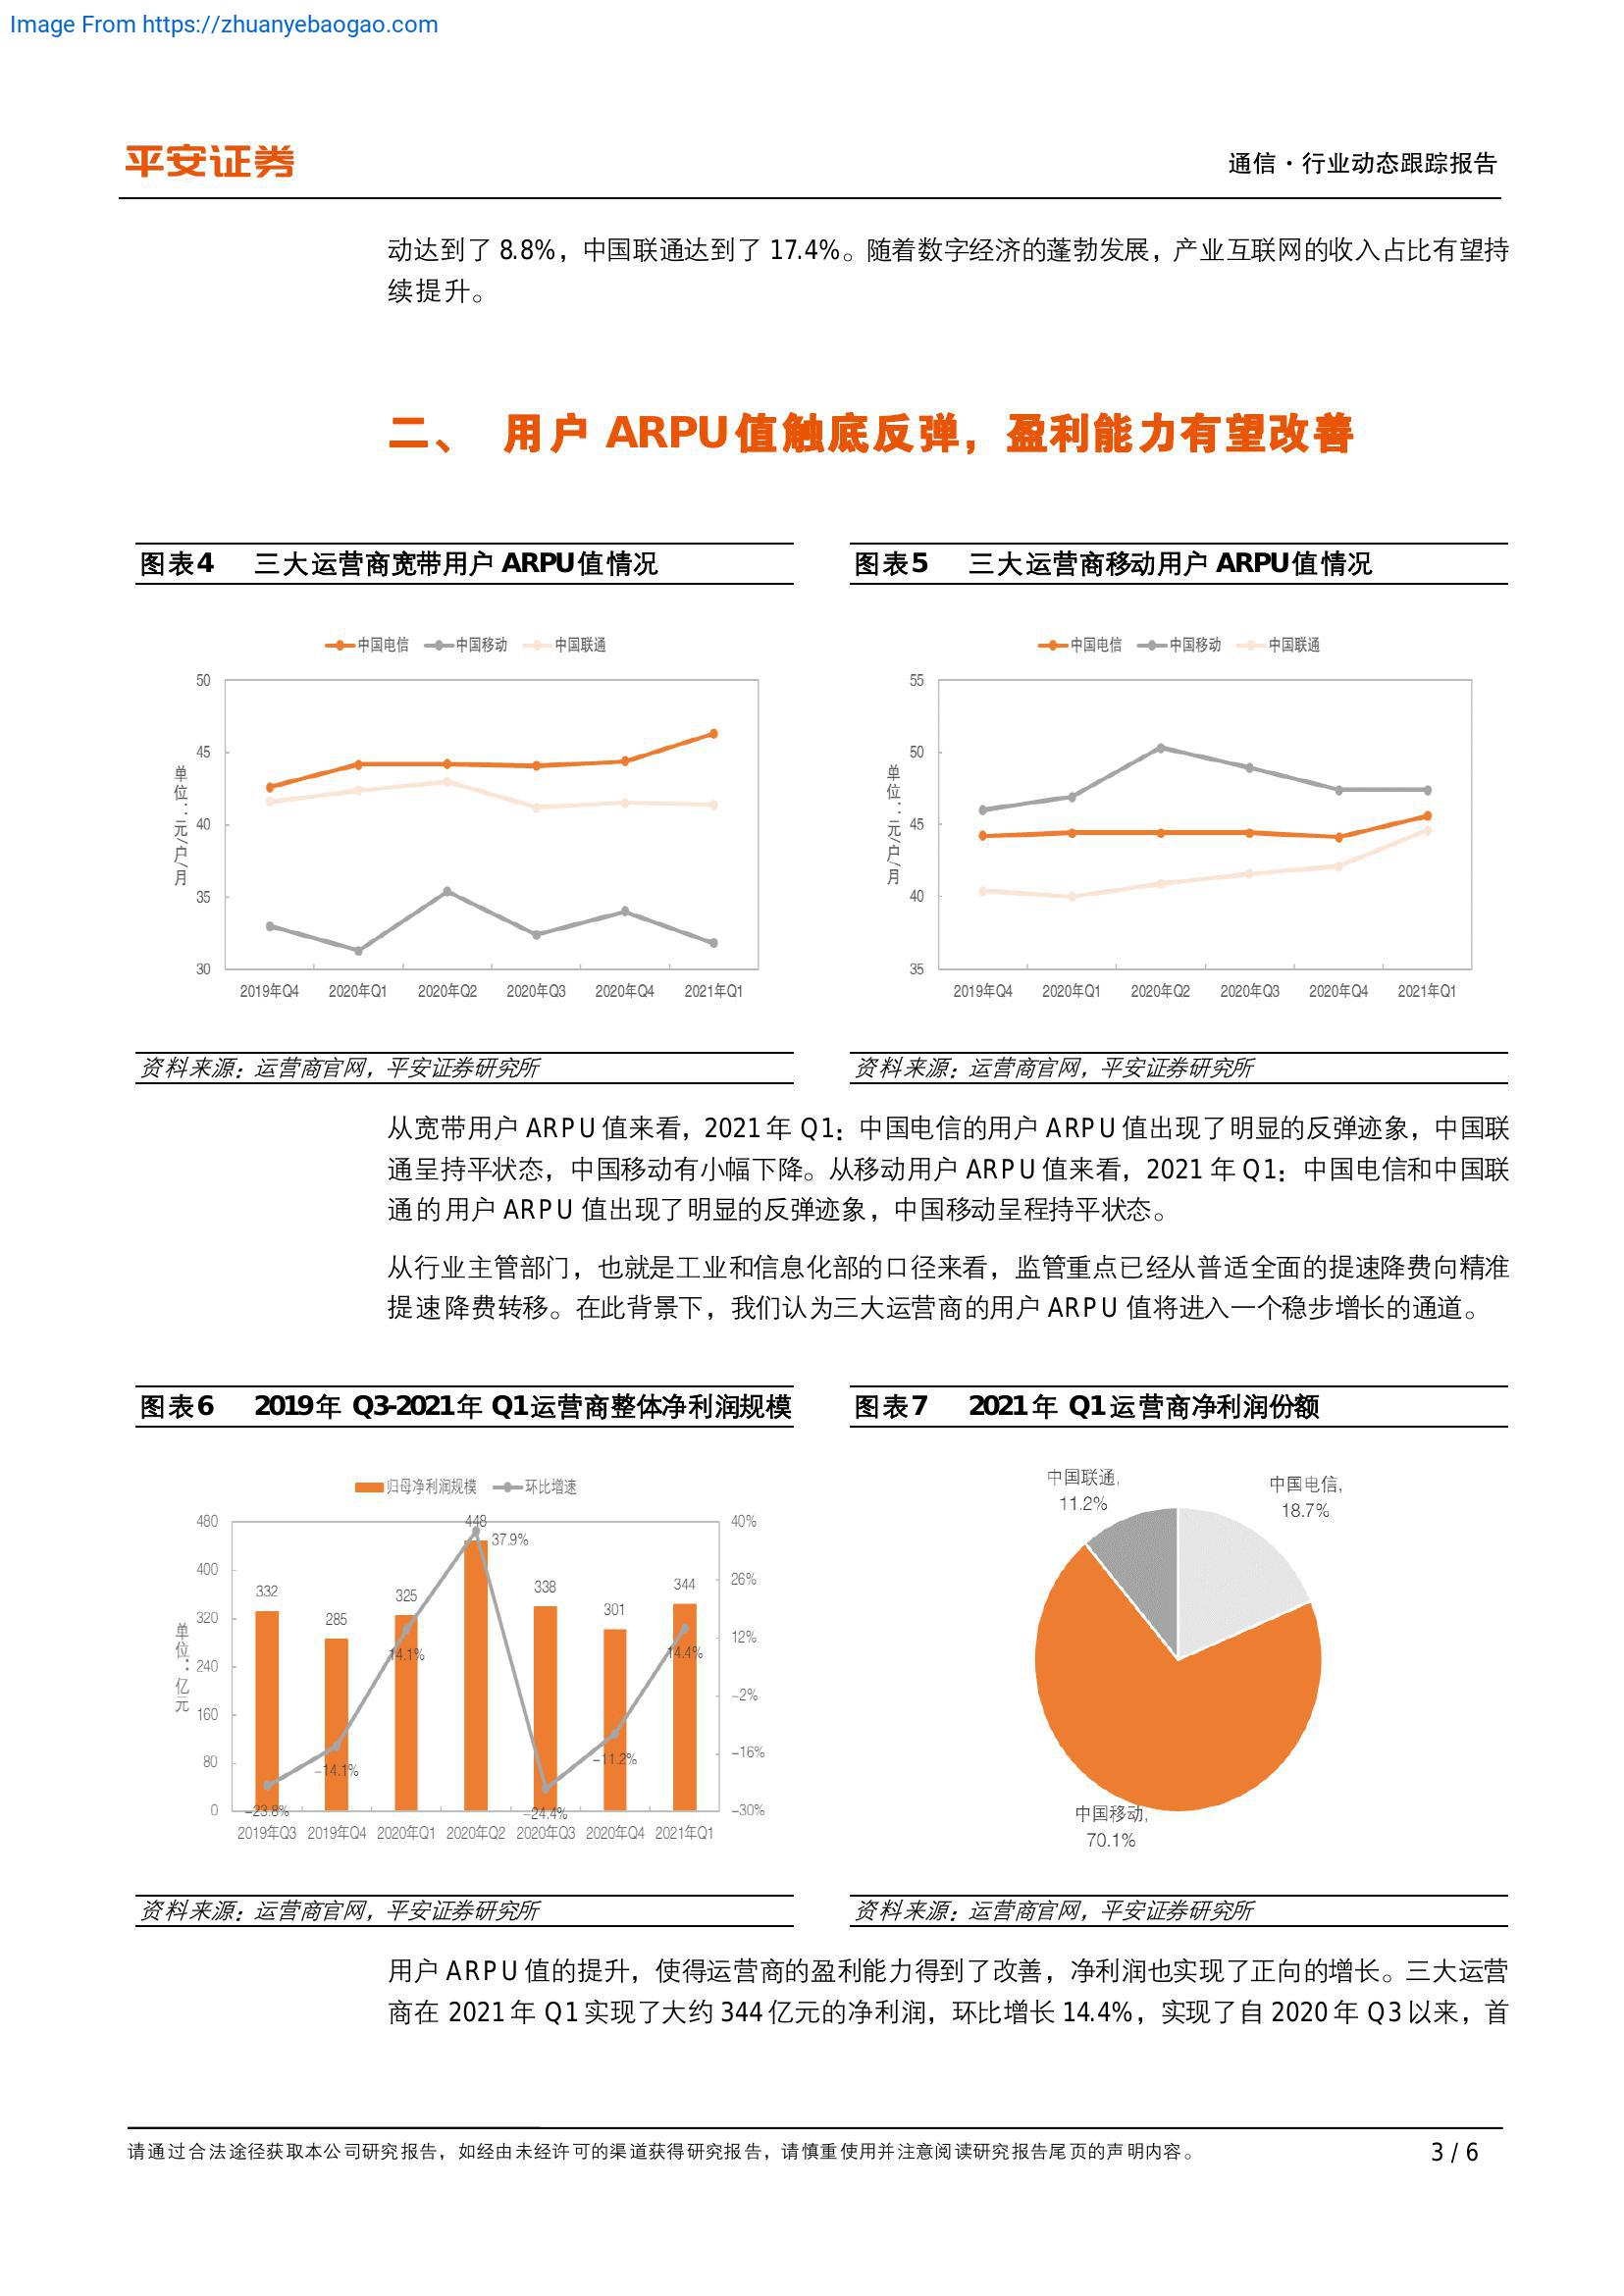 Image From https://zhuanyebaogao.com
平安证券
通信·行业动态跟踪报告
动达到了 8.8%，中国联通达到了 17.4%。随着数字经济的蓬勃发展，产业互联网的收入占比有望持
续提升。
二、 用户 ARPU 值触底反弹，盈利能力有望改善
图表4 三大运营商宽带用户 ARPU 值情况
中国电信 中国移动 中国联通
50
45
40
35
30
单位：元/户/月
2019年Q4 2020年Q1 2020年Q2 2020年Q3 2020年Q4 2021年Q1
资料来源：运营商官网，平安证券研究所
图表5 三大运营商移动用户 ARPU 值情况
中国电信 中国移动 中国联通
55
50
45
40
35
单位：元/户/月
2019年Q4 2020年Q1 2020年Q2 2020年Q3 2020年Q4 2021年Q1
资料来源：运营商官网，平安证券研究所
从宽带用户 ARPU 值来看，2021 年 Q1：中国电信的用户 ARPU 值出现了明显的反弹迹象，中国联
通呈持平状态，中国移动有小幅下降。从移动用户 ARPU 值来看，2021 年 Q1：中国电信和中国联
通的用户 ARPU 值出现了明显的反弹迹象，中国移动呈程持平状态。
从行业主管部门，也就是工业和信息化部的口径来看，监管重点已经从普适全面的提速降费向精准
提速降费转移。在此背景下，我们认为三大运营商的用户 ARPU 值将进入一个稳步增长的通道。
图表6 2019年 Q3-2021年 Q1运营商整体净利润规模
归母净利润规模 环比增速
480
400
320
240
160
80
0
单位：亿元
332 285 325 448 338 301 344
-23.8% -14.1% 14.1% 37.9% -24.4% -11.2% 14.4%
40%
26%
12%
-2%
-16%
-30%
2019年Q3 2019年Q4 2020年Q1 2020年Q2 2020年Q3 2020年Q4 2021年Q1
资料来源：运营商官网，平安证券研究所
图表7 2021 年 Q1 运营商净利润份额
中国联通,
11.2%
中国电信,
18.7%
中国移动,
70.1%
资料来源：运营商官网，平安证券研究所
用户 ARPU 值的提升，使得运营商的盈利能力得到了改善，净利润也实现了正向的增长。三大运营
商在 2021 年 Q1 实现了大约 344 亿元的净利润，环比增长 14.4%，实现了自 2020 年 Q3 以来，首
请通过合法途径获取本公司研究报告，如经由未经许可的渠道获得研究报告，请慎重使用并注意阅读研究报告尾页的声明内容。
3 / 6